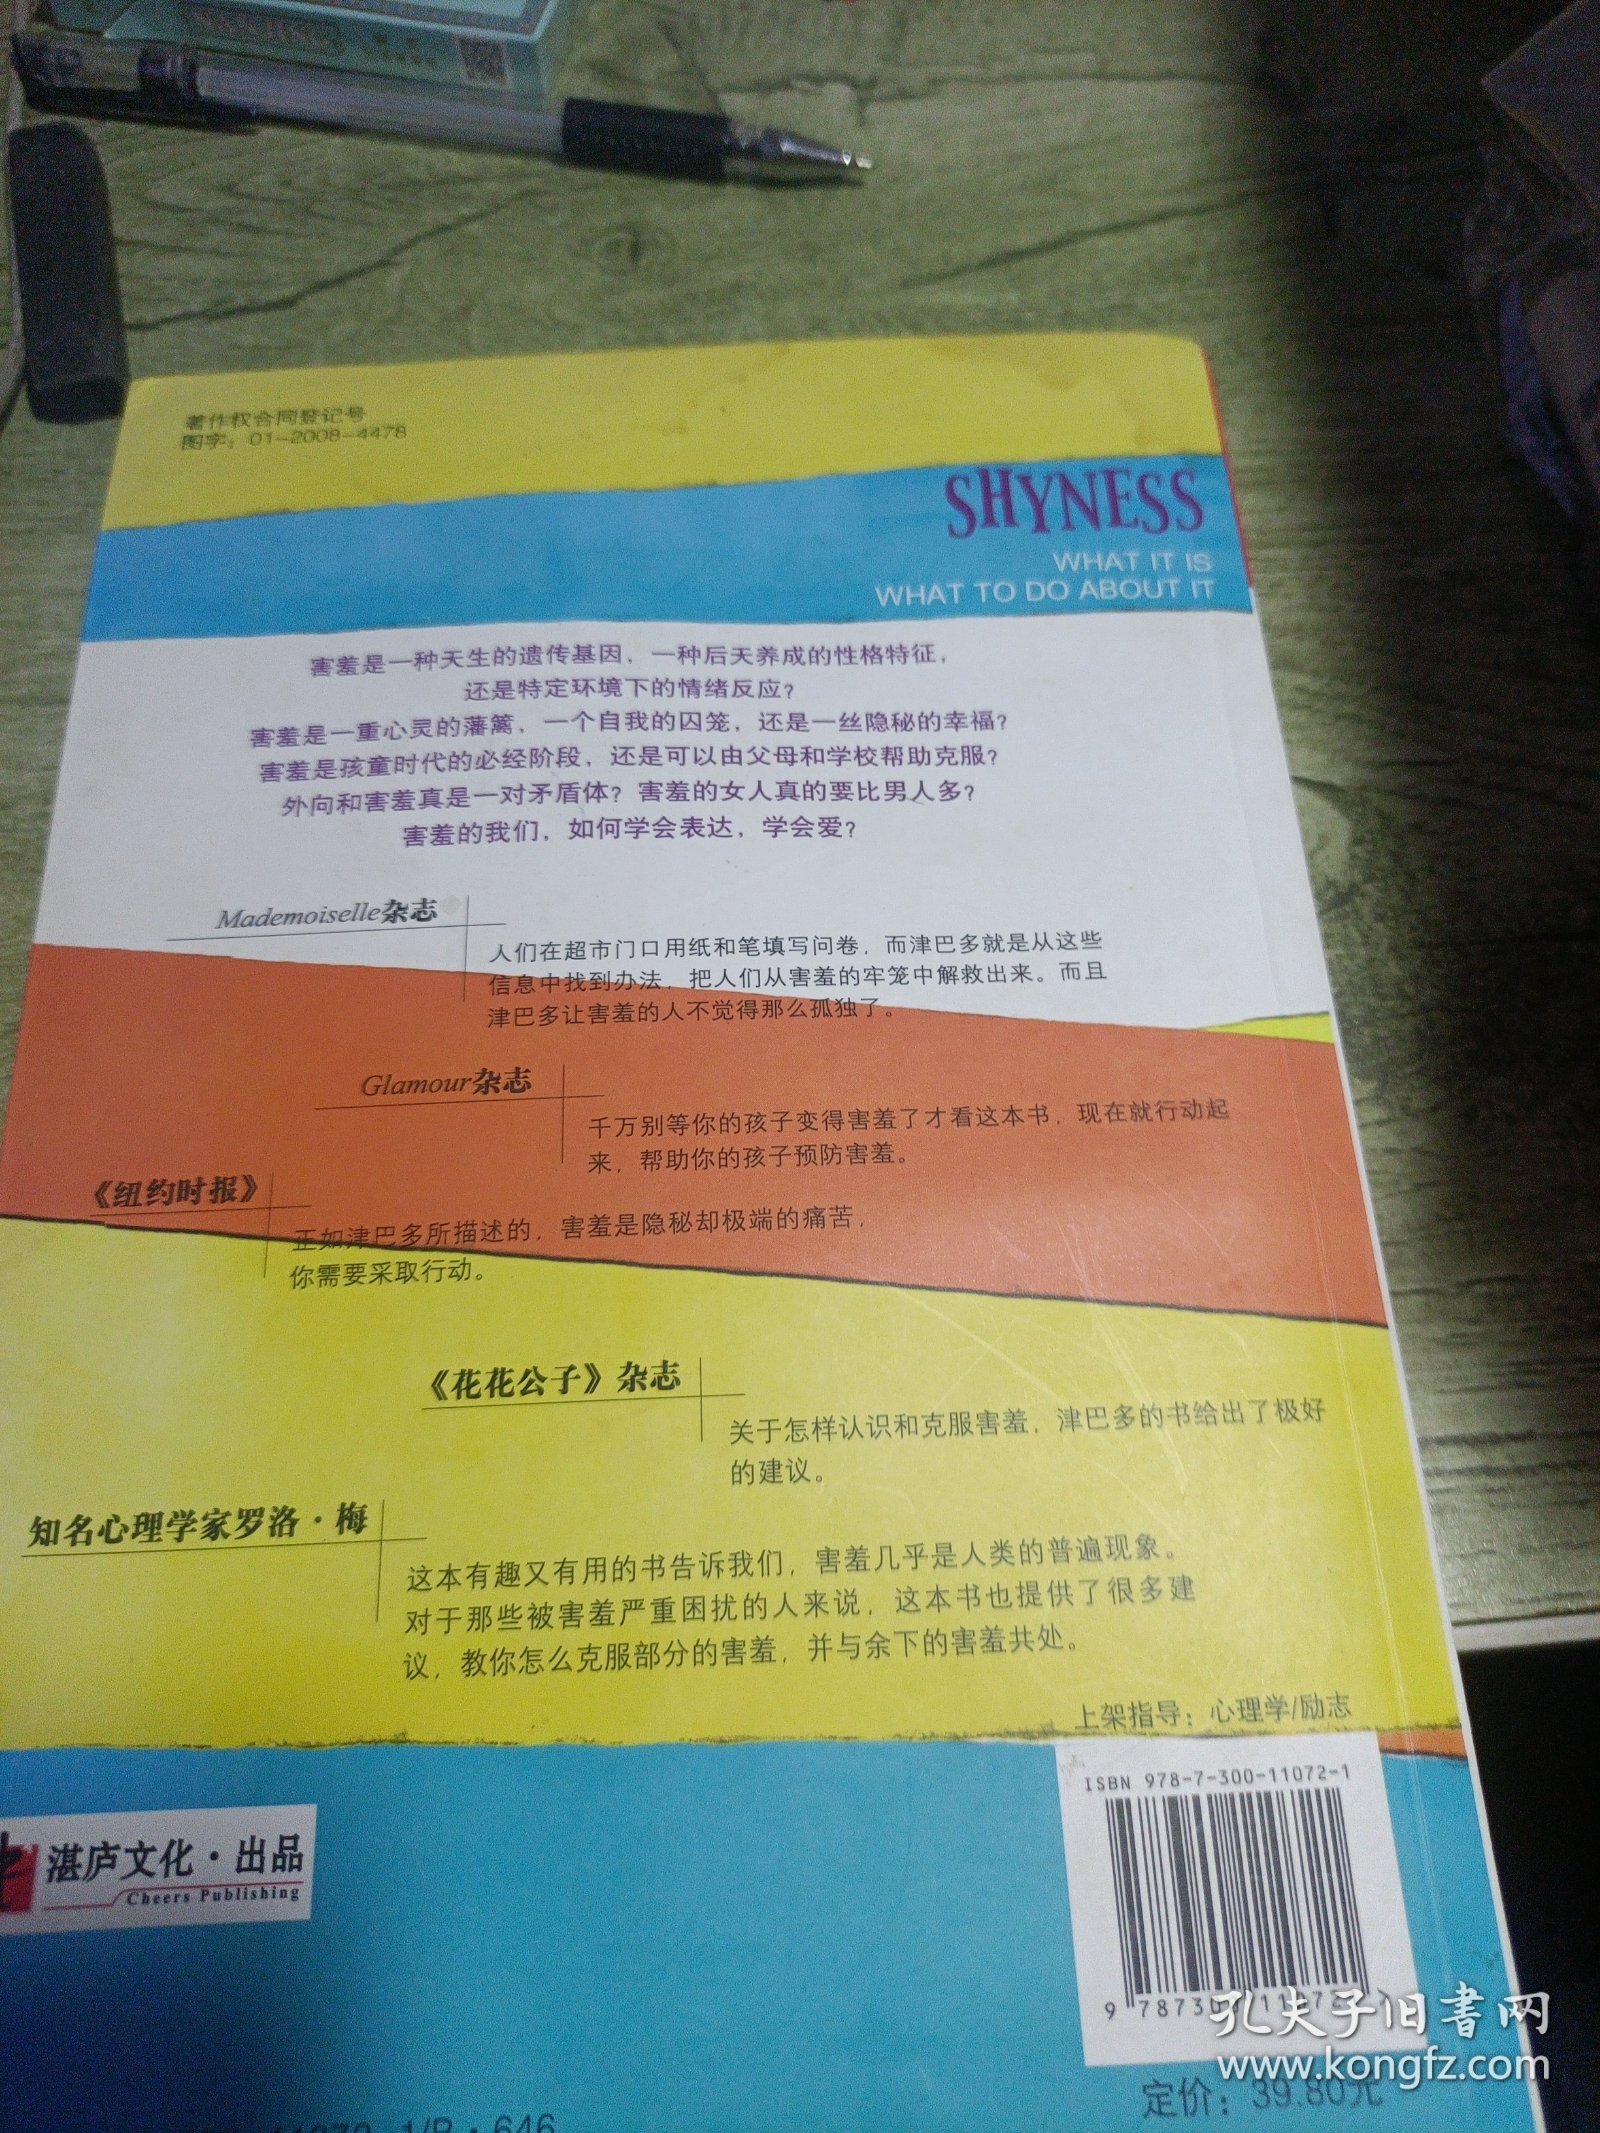 著作权合同登记号
图字：01-2008-4478
SHYNESS
WHAT IT IS
WHAT TO DO ABOUT IT
害羞是一种天生的遗传基因，一种后天养成的性格特征，
还是特定环境下的情绪反应？
害羞是一重心灵的藩篱，一个自我的囚笼，还是一丝隐秘的幸福？
害羞是孩童时代的必经阶段，还是可以由父母和学校帮助克服？
外向和害羞真是一对矛盾体？害羞的女人真的要比男人多？
害羞的我们，如何学会表达，学会爱？
Mademoiselle杂志
人们在超市门口用纸和笔填写问卷，而津巴多就是从这些
信息中找到办法，把人们从害羞的牢笼中解救出来。而且
津巴多让害羞的人不觉得那么孤独了。
Glamour杂志
千万别等你的孩子变得害羞了才看这本书，现在就行动起
来，帮助你的孩子预防害羞。
《纽约时报》
正如津巴多所描述的，害羞是隐秘却极端的痛苦，
你需要采取行动。
《花花公子》杂志
关于怎样认识和克服害羞，津巴多的书给出了极好
的建议。
知名心理学家罗洛·梅
这本有趣又有用的书告诉我们，害羞几乎是人类的普遍现象。
对于那些被害羞严重困扰的人来说，这本书也提供了很多建
议，教你怎么克服部分的害羞，并与余下的害羞共处。
上架指导：心理学/励志
ISBN 978-7-300-11072-1
湛庐文化·出品
Cheers Publishing
孔夫子旧书网
www.kongfz.com
定价：39.80元